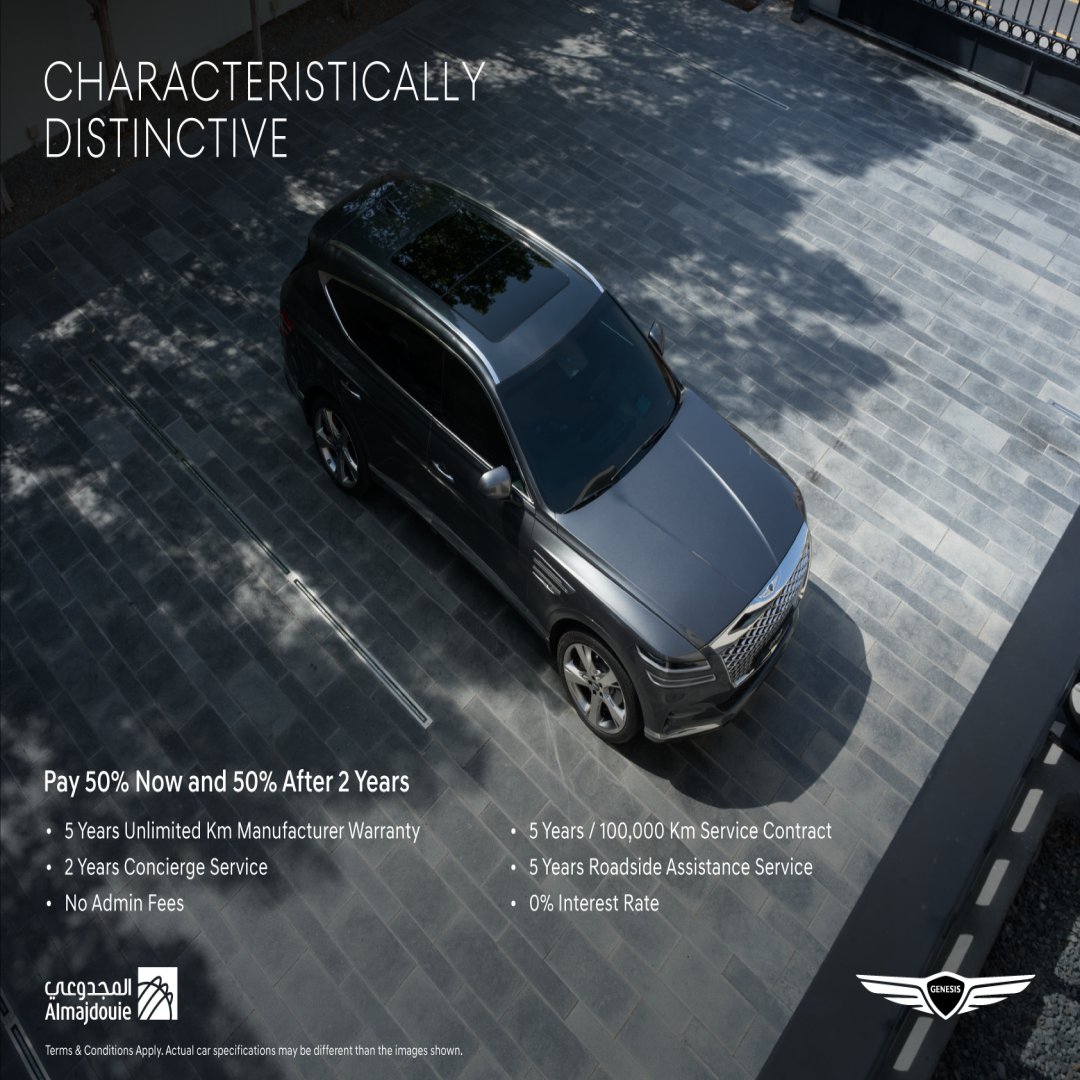 CHARACTERISTICALLY
DISTINCTIVE
Pay 50% Now and 50% After 2 Years
• 5 Years Unlimited Km Manufacturer Warranty
• 2 Years Concierge Service
• No Admin Fees
• 5 Years / 100,000 Km Service Contract
• 5 Years Roadside Assistance Service
• 0% Interest Rate
المجدوعي
Almajdouie
GENESIS
Terms & Conditions Apply. Actual car specifications may be different than the images shown.